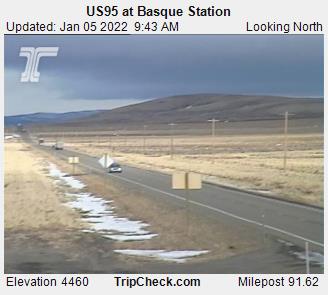 US95 at Basque Station
Updated: Jan 05 2022 9:43 AM Looking North
Elevation 4460 TripCheck.com Milepost 91.62